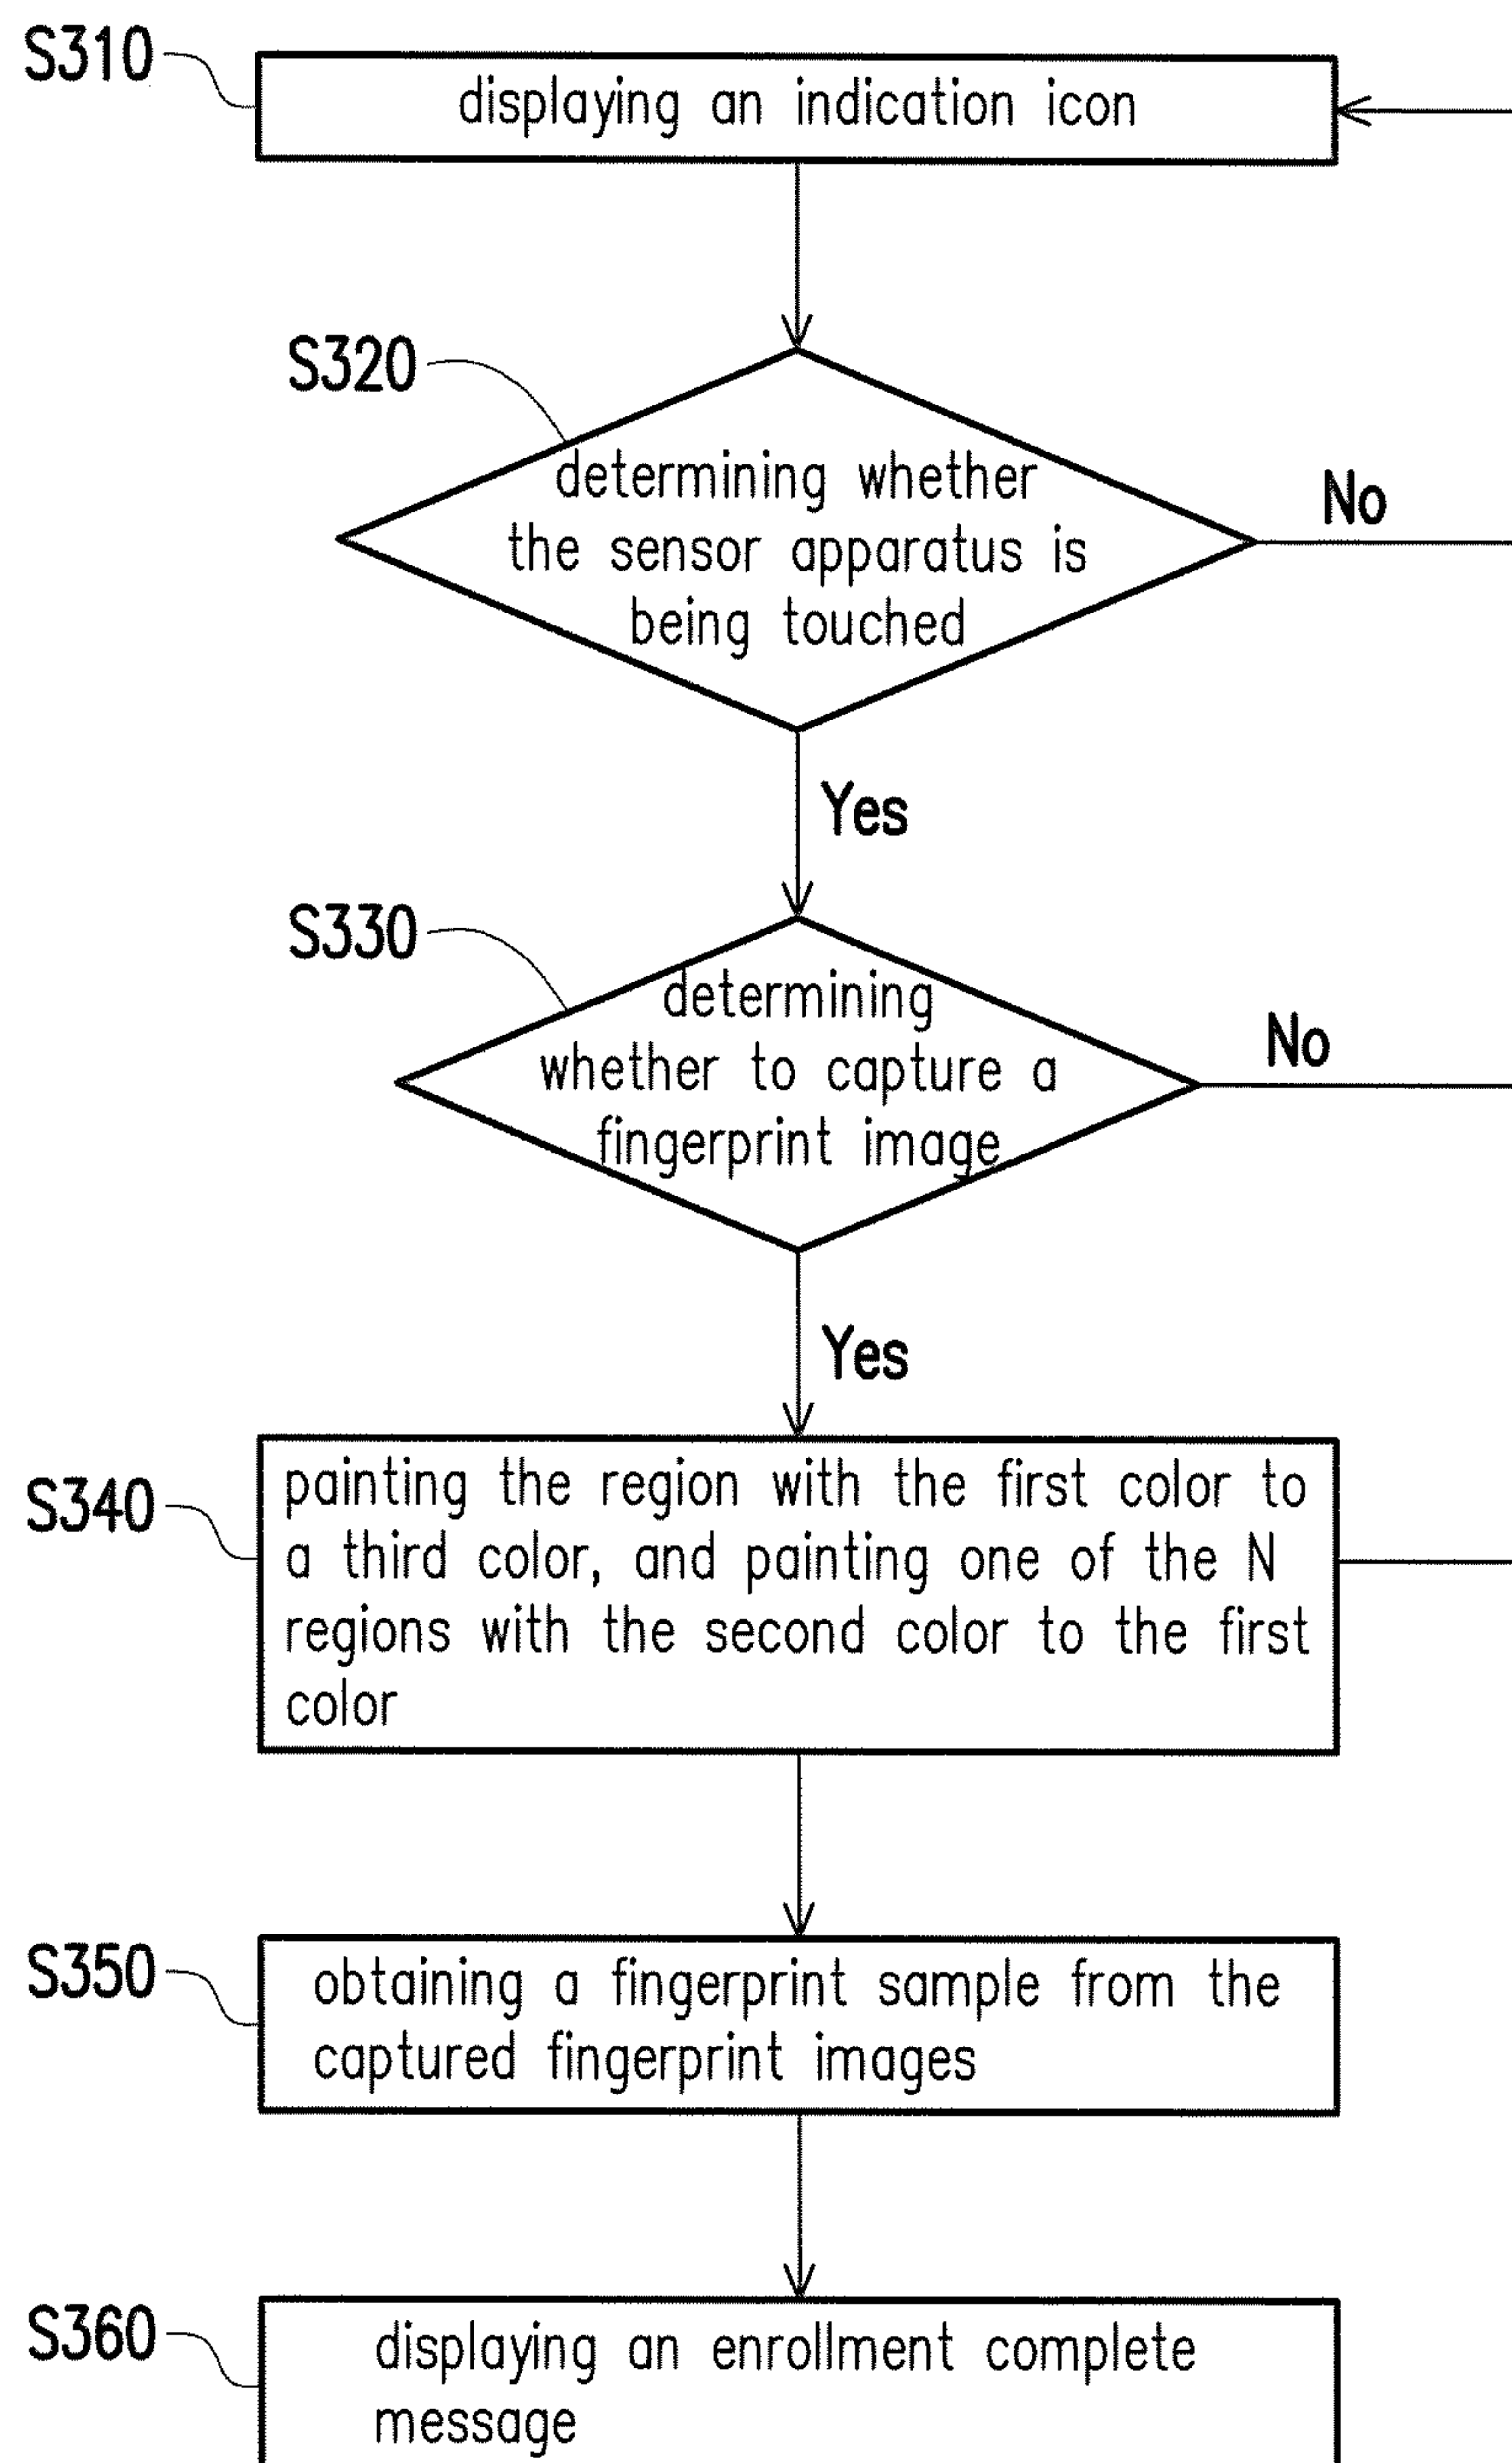 S310
displaying an indication icon
S320
determining whether
the sensor apparatus is
being touched
No
Yes
S330
determining
whether to capture a
fingerprint image
No
Yes
S340
painting the region with the first color to
a third color, and painting one of the N
regions with the second color to the first
color
S350
obtaining a fingerprint sample from the
captured fingerprint images
S360
displaying an enrollment complete
message